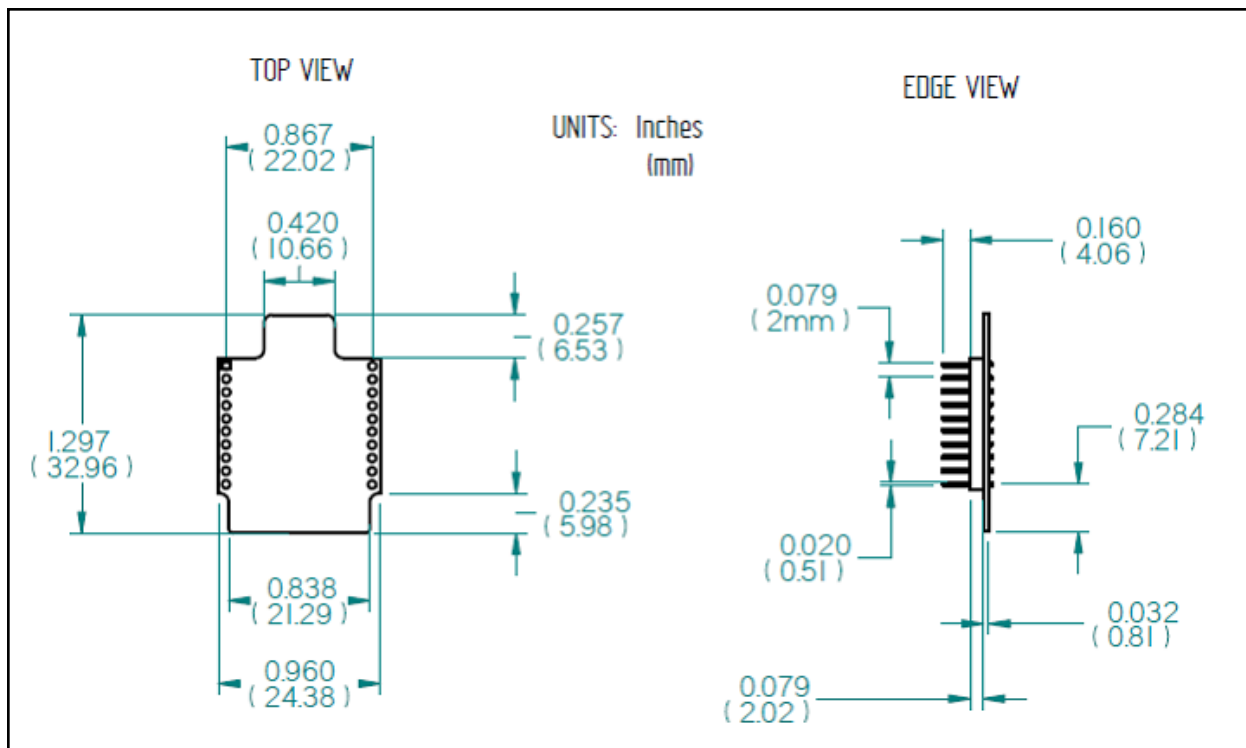 TOP VIEW
EDGE VIEW
UNITS: Inches
(mm)
0.867
( 22.02 )
0.420
( 10.66 )
0.257
( 6.53 )
1.297
( 32.96 )
0.235
( 5.98 )
0.838
( 21.29 )
0.960
( 24.38 )
0.160
( 4.06 )
0.079
( 2mm )
0.284
( 7.21 )
0.020
( 0.51 )
0.032
( 0.81 )
0.079
( 2.02 )